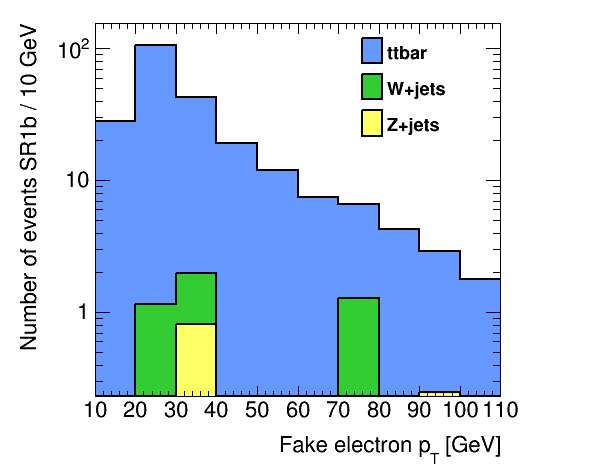 Number of events SR1b / 10 GeV
10²
10
1
ttbar
W+jets
Z+jets
10 20 30 40 50 60 70 80 90 100 110
Fake electron p_T [GeV]